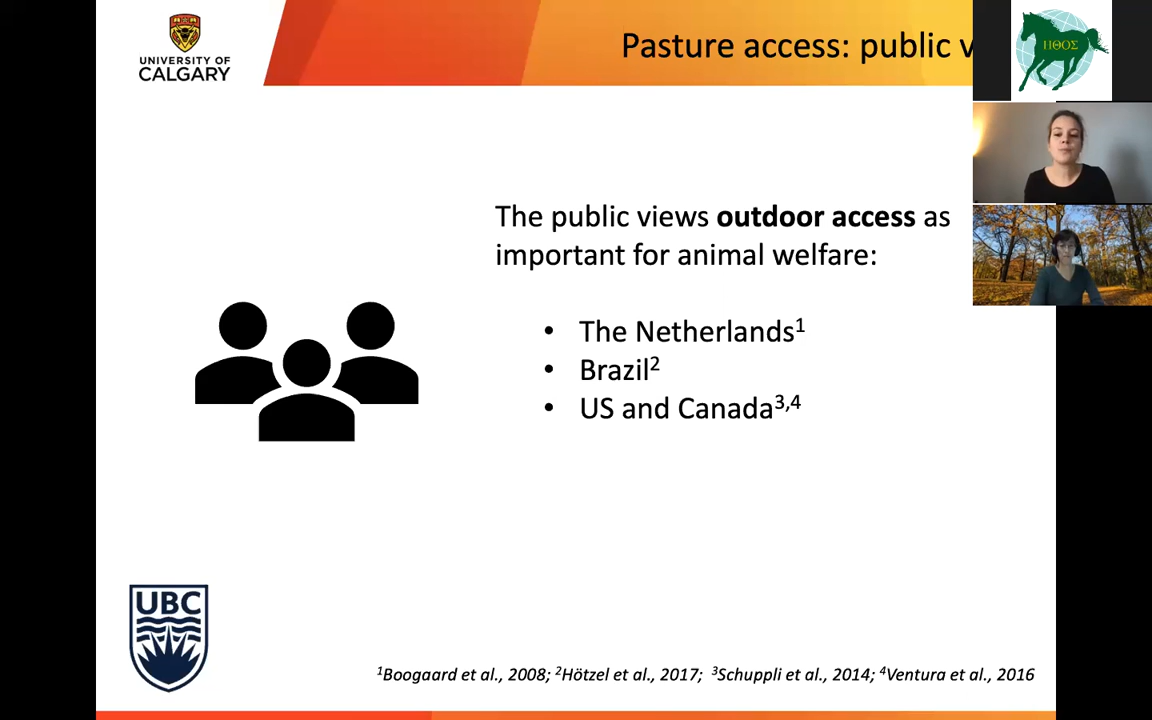 UNIVERSITY OF
CALGARY
Pasture access: public v
ΗΘΟΣ
The public views outdoor access as
important for animal welfare:
• The Netherlands¹
• Brazil²
• US and Canada³,⁴
UBC
¹Boogaard et al., 2008; ²Hötzel et al., 2017; ³Schuppli et al., 2014; ⁴Ventura et al., 2016